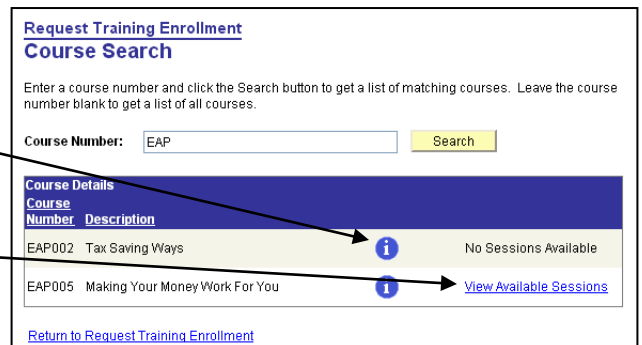 Request Training Enrollment
Course Search
Enter a course number and click the Search button to get a list of matching courses. Leave the course
number blank to get a list of all courses.
Course Number: EAP Search
Course Details
Course
Number Description
EAP002 Tax Saving Ways i No Sessions Available
EAP005 Making Your Money Work For You i View Available Sessions
Return to Request Training Enrollment